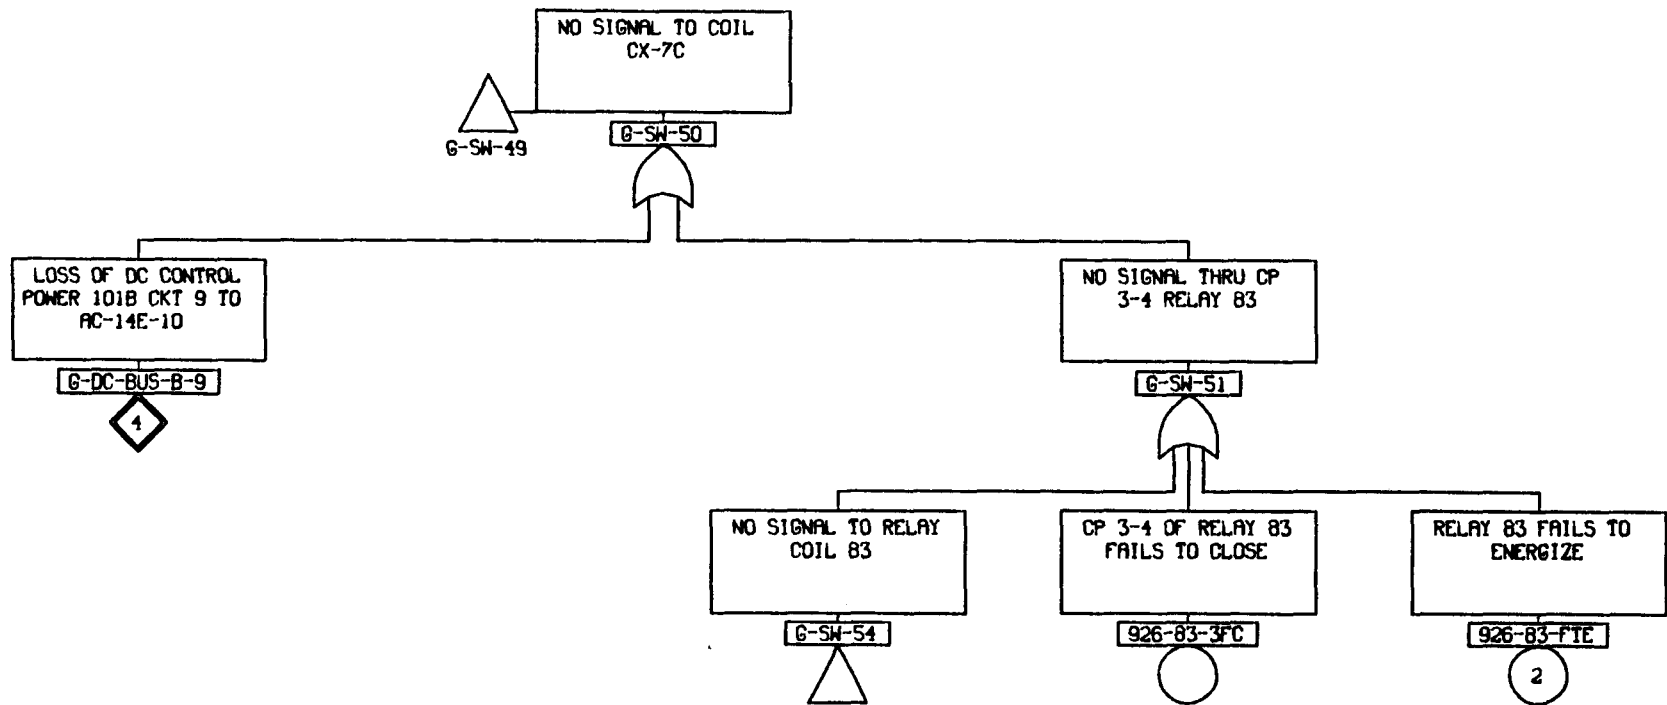 NO SIGNAL TO COIL
CX-7C
G-SW-49
G-SW-50
LOSS OF DC CONTROL
POWER 101B CKT 9 TO
AC-14E-10
G-DC-BUS-B-9
4
NO SIGNAL THRU CP
3-4 RELAY 83
G-SW-51
NO SIGNAL TO RELAY
COIL 83
G-SW-54
CP 3-4 OF RELAY 83
FAILS TO CLOSE
926-83-3FC
RELAY 83 FAILS TO
ENERGIZE
926-83-FTE
2